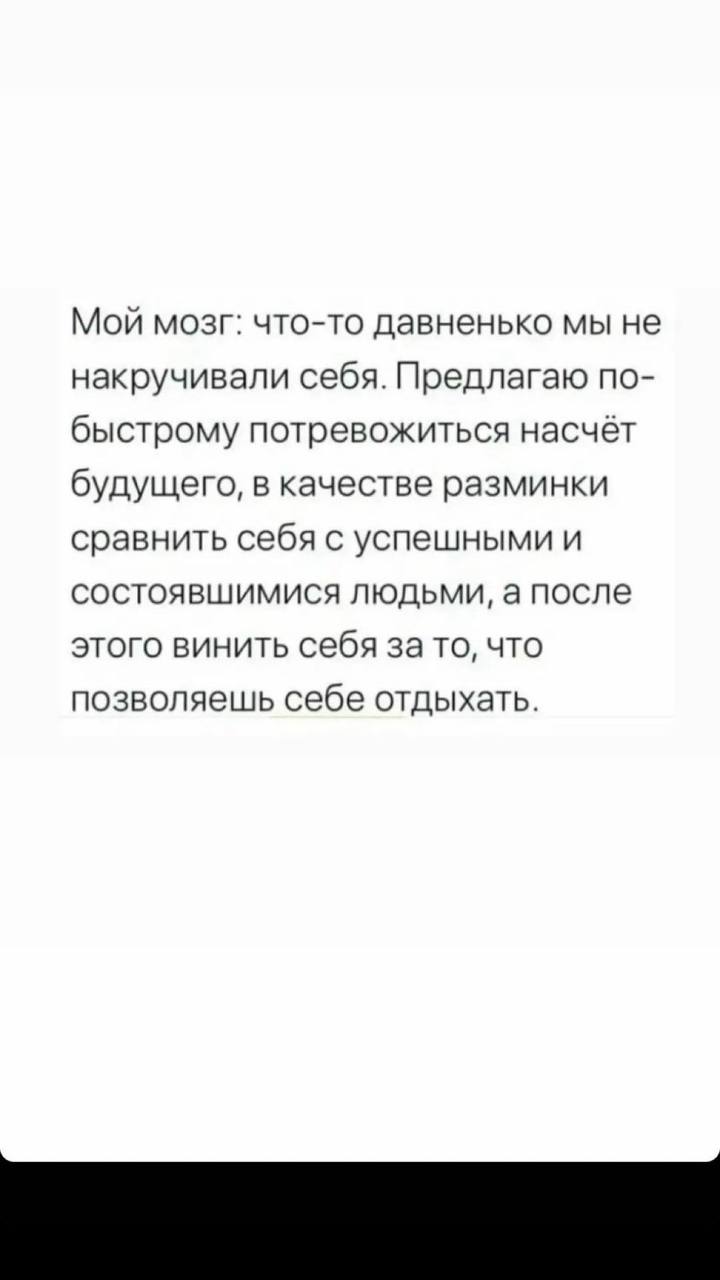 Мой мозг: что-то давненько мы не
накручивали себя. Предлагаю по-
быстрому потревожиться насчёт
будущего, в качестве разминки
сравнить себя с успешными и
состоявшимися людьми, а после
этого винить себя за то, что
позволяешь себе отдыхать.